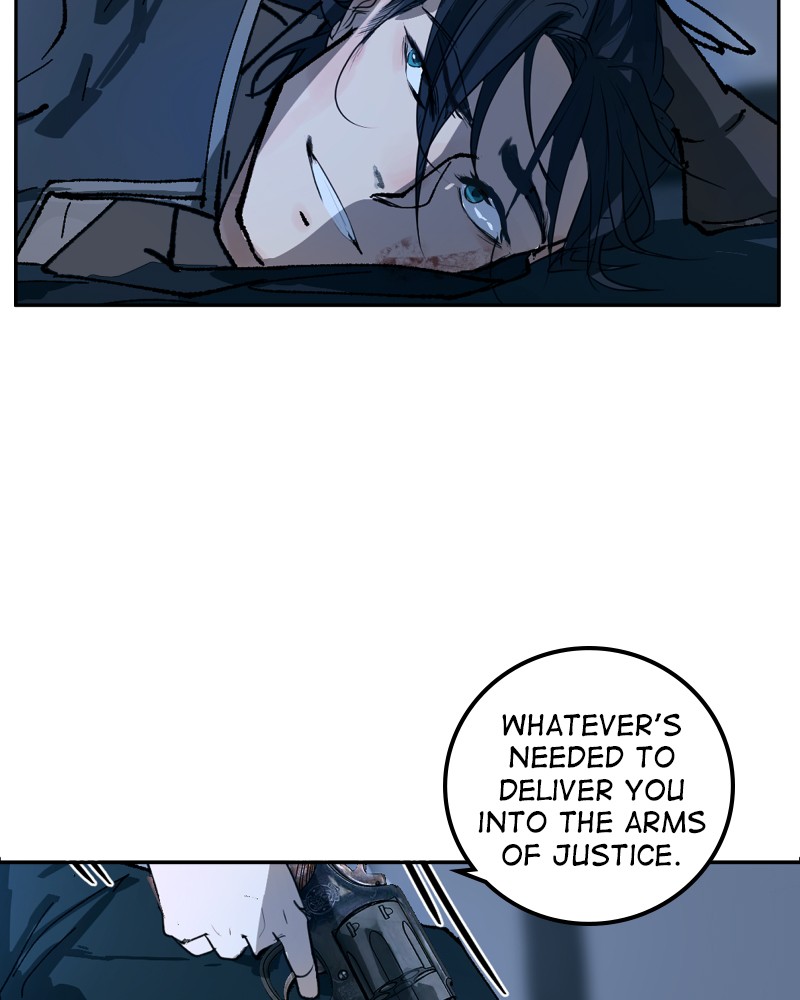 WHATEVER'S
NEEDED TO
DELIVER YOU
INTO THE ARMS
OF JUSTICE.